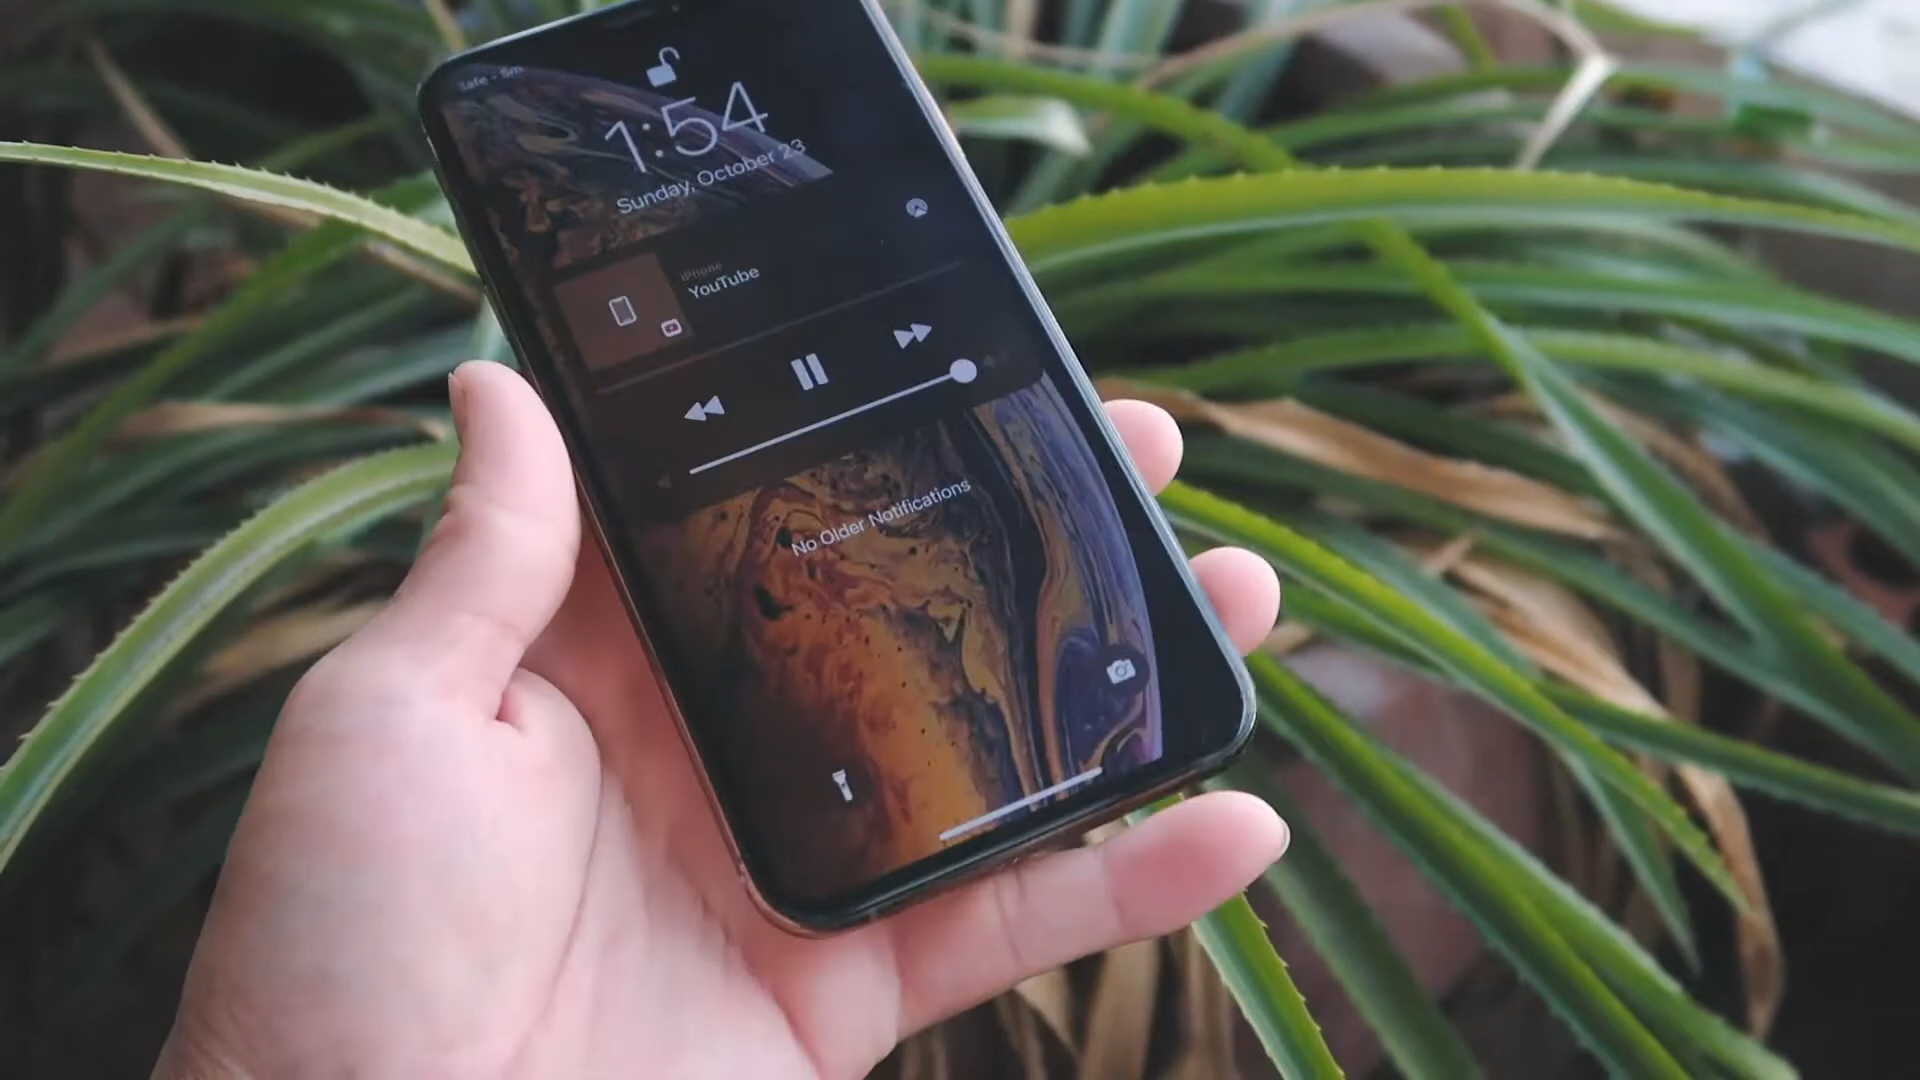 1:54
Sunday, October 23
iPhone
YouTube
No Older Notifications